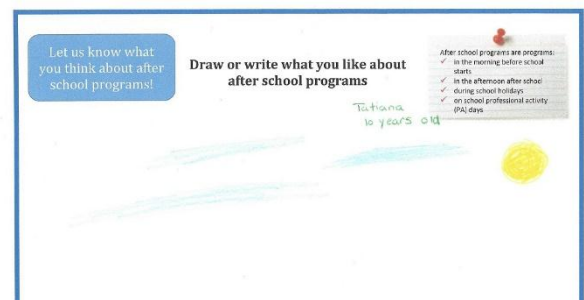 Let us know what
you think about after
school programs!
Draw or write what you like about
after school programs
After school programs are programs:
✓ in the morning before school
starts
✓ in the afternoon after school
✓ during school holidays
✓ on school professional activity
(PA) days
Tatiana
10 years old